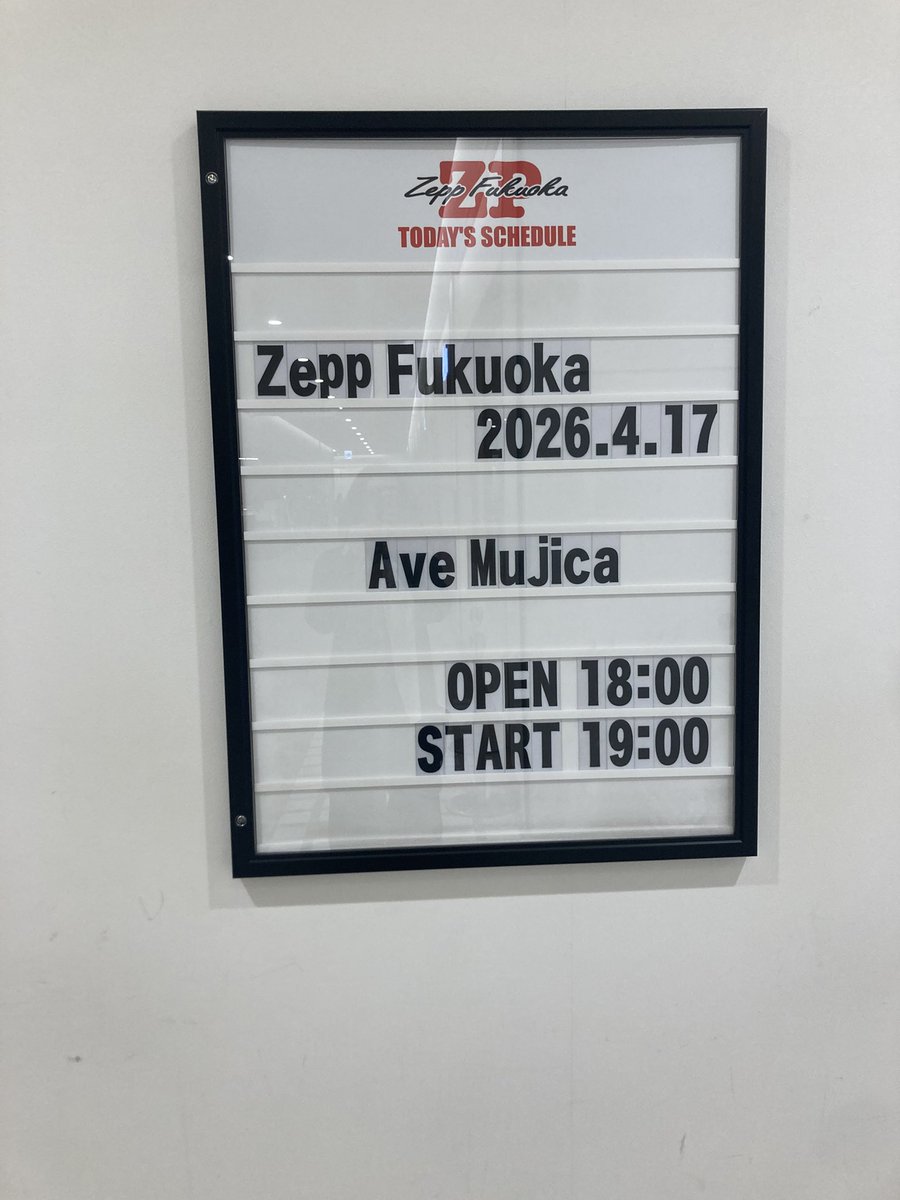 ZP
Zepp Fukuoka
TODAY'S SCHEDULE
Zepp Fukuoka
2026.4.17
Ave Mujica
OPEN 18:00
START 19:00